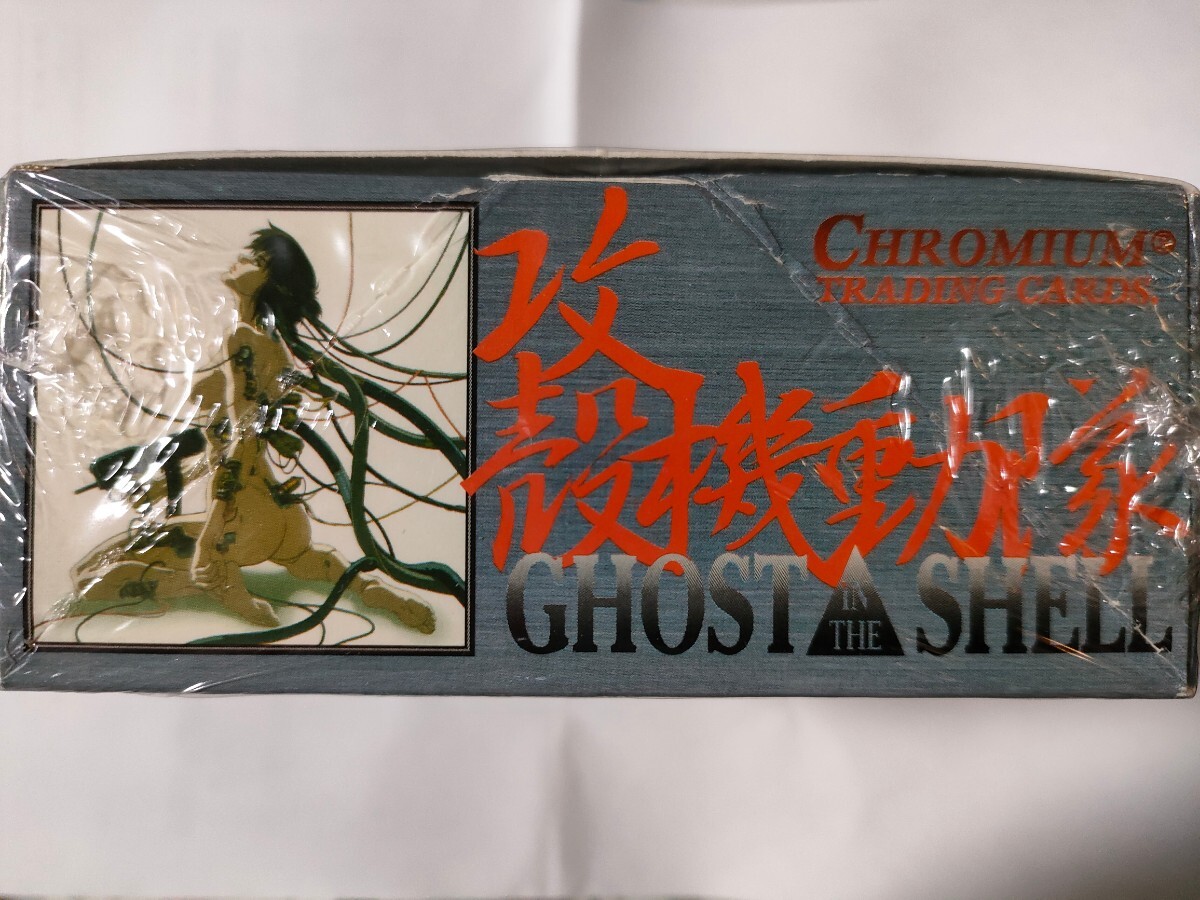 CHROMIUM®
TRADING CARDS.
攻
殻機動隊
GHOST IN THE SHELL